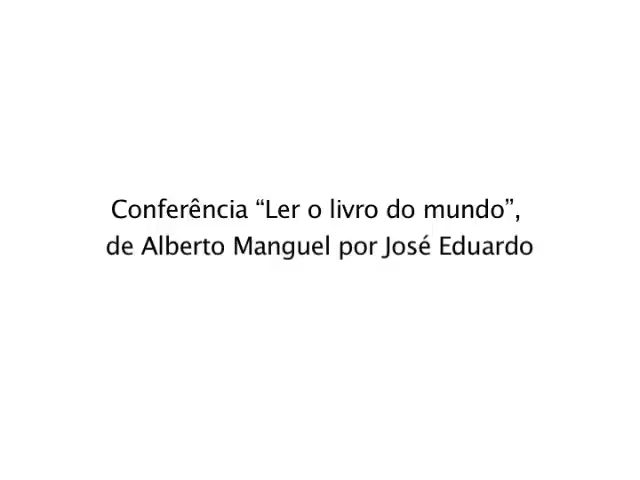 Conferência “Ler o livro do mundo”,
de Alberto Manguel por José Eduardo